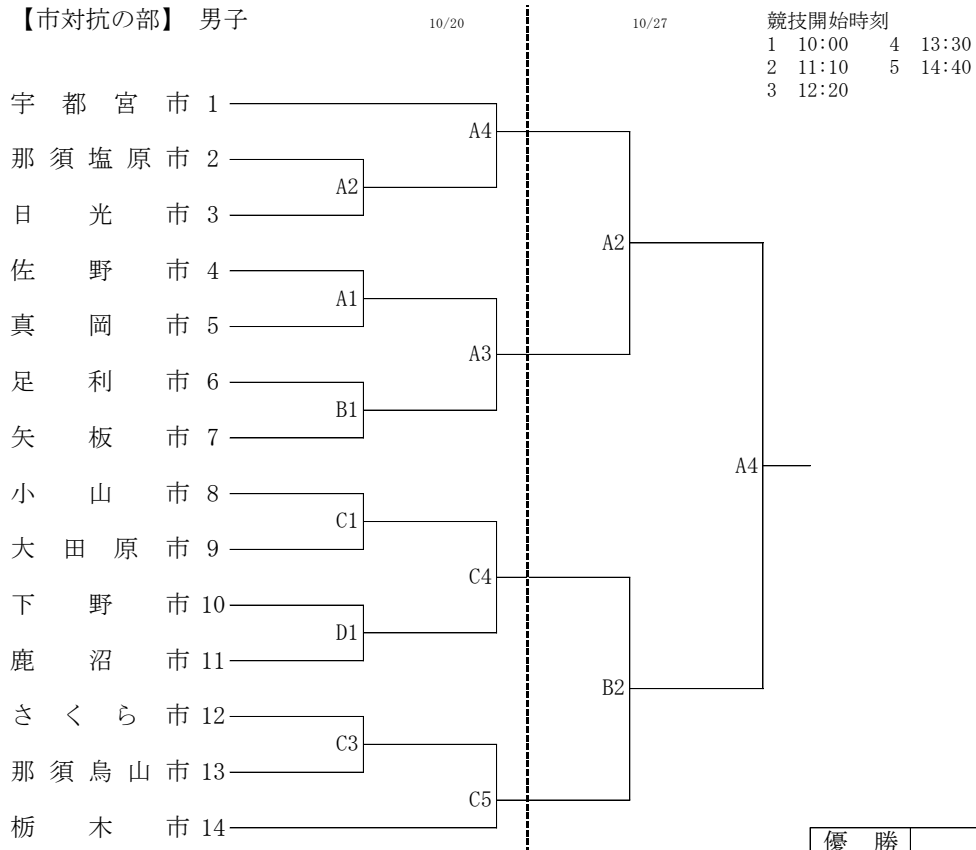 【市対抗の部】 男子 10/20 10/27 競技開始時刻
1 10:00 4 13:30
2 11:10 5 14:40
3 12:20
宇都宮市 1
A4
那須塩原市 2
A2
日光市 3
A2
佐野市 4
A1
真岡市 5
A3
足利市 6
B1
矢板市 7
A4
小山市 8
C1
大田原市 9
C4
下野市 10
D1
鹿沼市 11
B2
さくら市 12
C3
那須烏山市 13
C5
栃木市 14
優勝